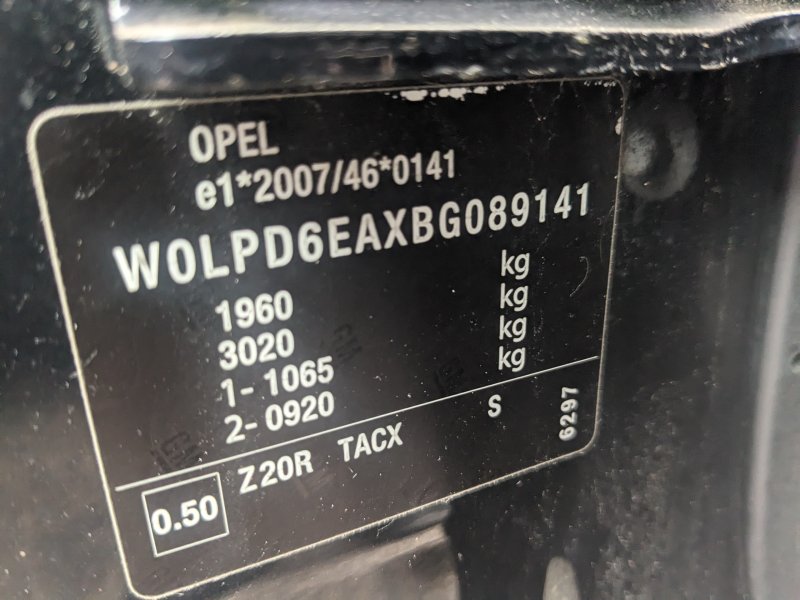 OPEL
e1*2007/46*0141
W0LPD6EAXBG089141
1960 kg
3020 kg
1- 1065 kg
2- 0920 kg
0.50 Z20R TACX S 6297